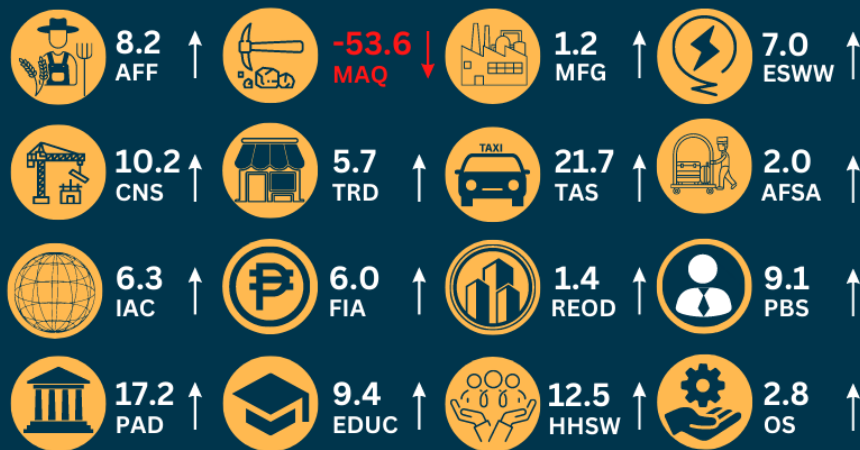 8.2
AFF
-53.6
MAQ
1.2
MFG
7.0
ESWW
10.2
CNS
5.7
TRD
TAXI
21.7
TAS
2.0
AFSA
6.3
IAC
6.0
FIA
1.4
REOD
9.1
PBS
17.2
PAD
9.4
EDUC
12.5
HHSW
2.8
OS